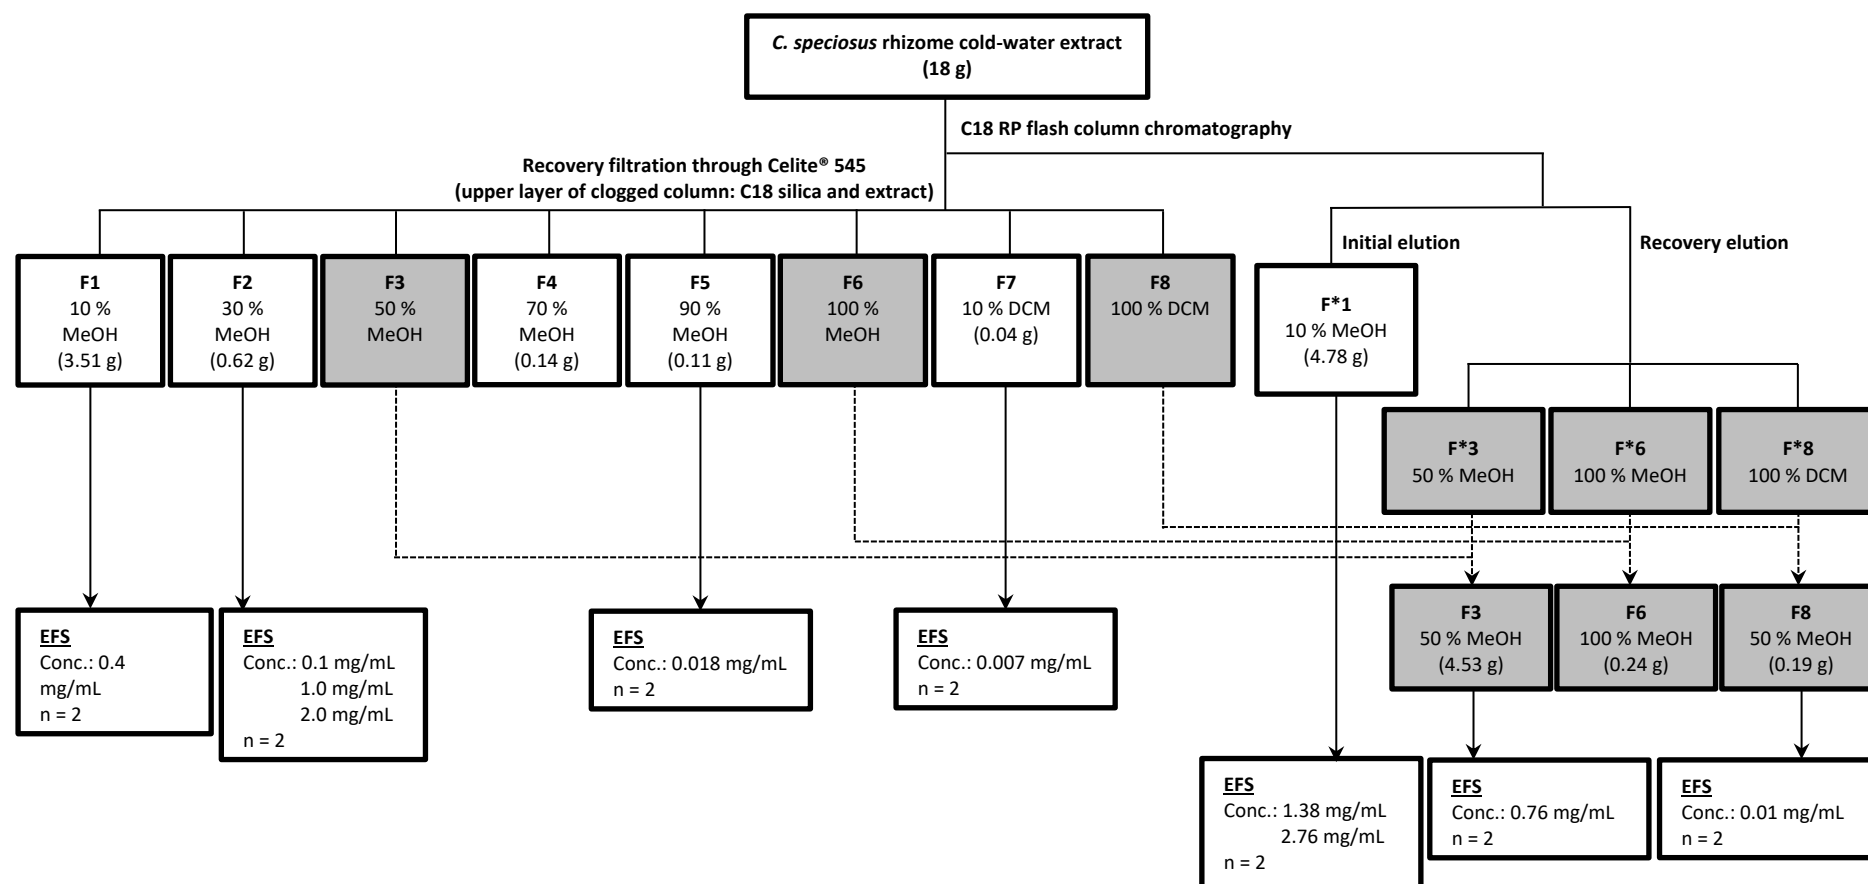 C. speciosus rhizome cold-water extract
(18 g)
C18 RP flash column chromatography
Recovery filtration through Celite® 545
(upper layer of clogged column: C18 silica and extract)
Initial elution
Recovery elution
F1
10 %
MeOH
(3.51 g)
F2
30 %
MeOH
(0.62 g)
F3
50 %
MeOH
F4
70 %
MeOH
(0.14 g)
F5
90 %
MeOH
(0.11 g)
F6
100 %
MeOH
F7
10 % DCM
(0.04 g)
F8
100 % DCM
F*1
10 % MeOH
(4.78 g)
F*3
50 % MeOH
F*6
100 % MeOH
F*8
100 % DCM
F3
50 % MeOH
(4.53 g)
F6
100 % MeOH
(0.24 g)
F8
50 % MeOH
(0.19 g)
EFS
Conc.: 0.4
mg/mL
n = 2
EFS
Conc.: 0.1 mg/mL
1.0 mg/mL
2.0 mg/mL
n = 2
EFS
Conc.: 0.018 mg/mL
n = 2
EFS
Conc.: 0.007 mg/mL
n = 2
EFS
Conc.: 1.38 mg/mL
2.76 mg/mL
n = 2
EFS
Conc.: 0.76 mg/mL
n = 2
EFS
Conc.: 0.01 mg/mL
n = 2